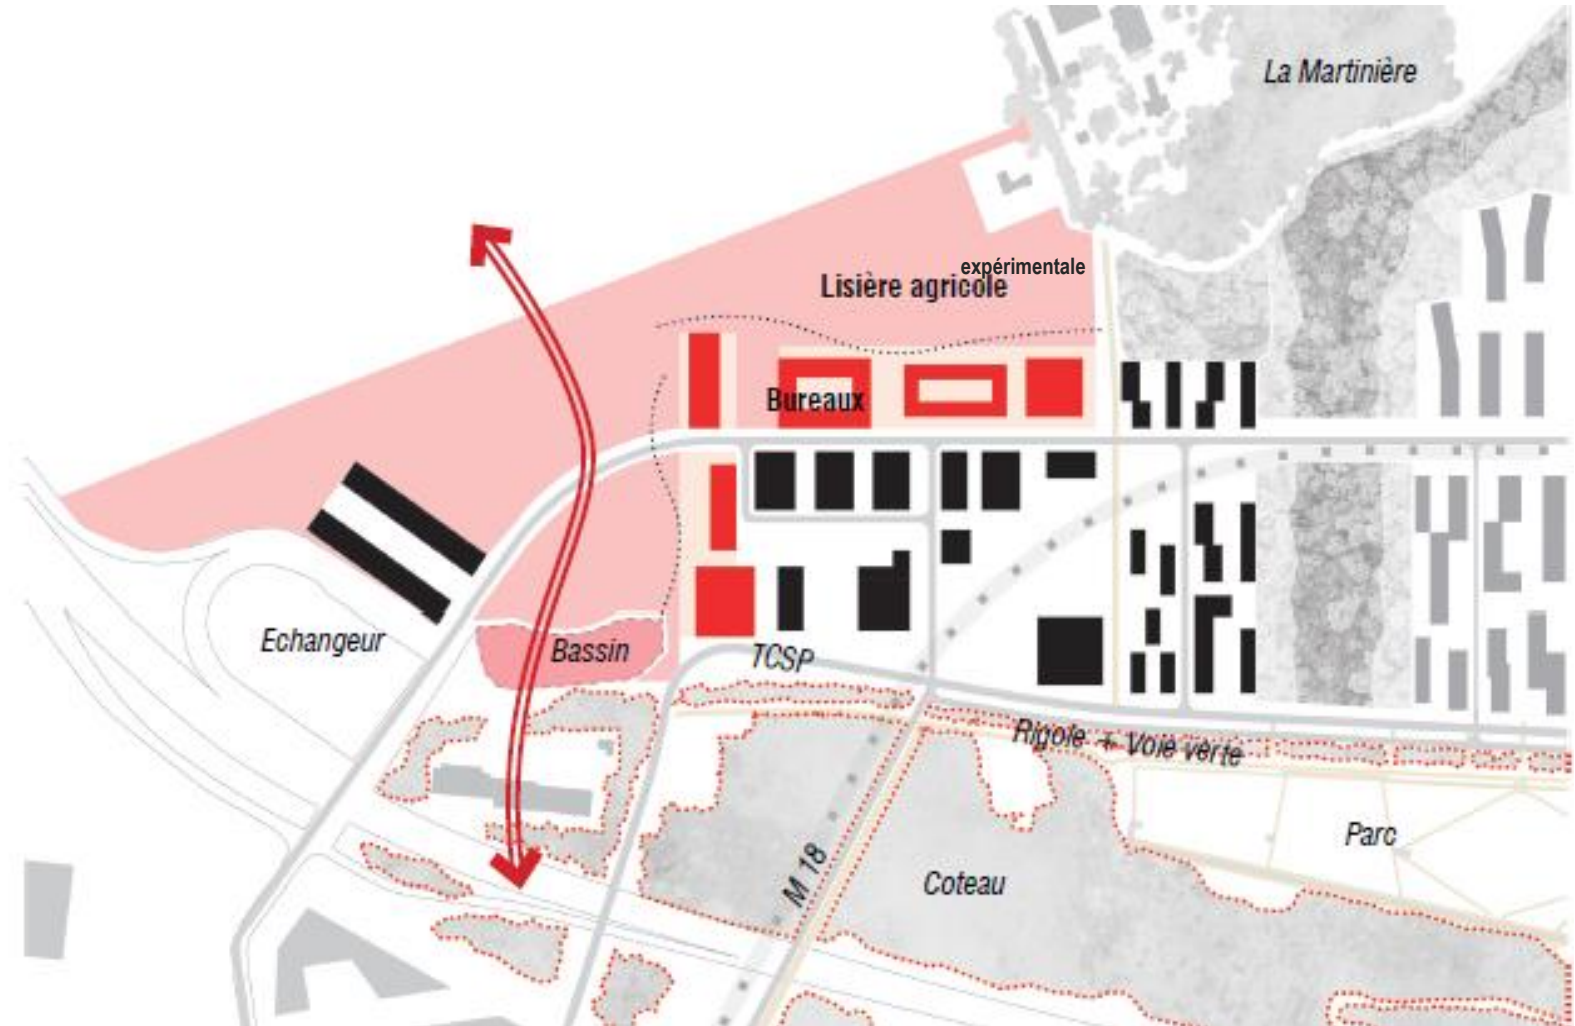 La Martinière
expérimentale
Lisière agricole
Bureaux
Echangeur
Bassin
TCSP
Rigole + Voie verte
Parc
M 18
Coteau